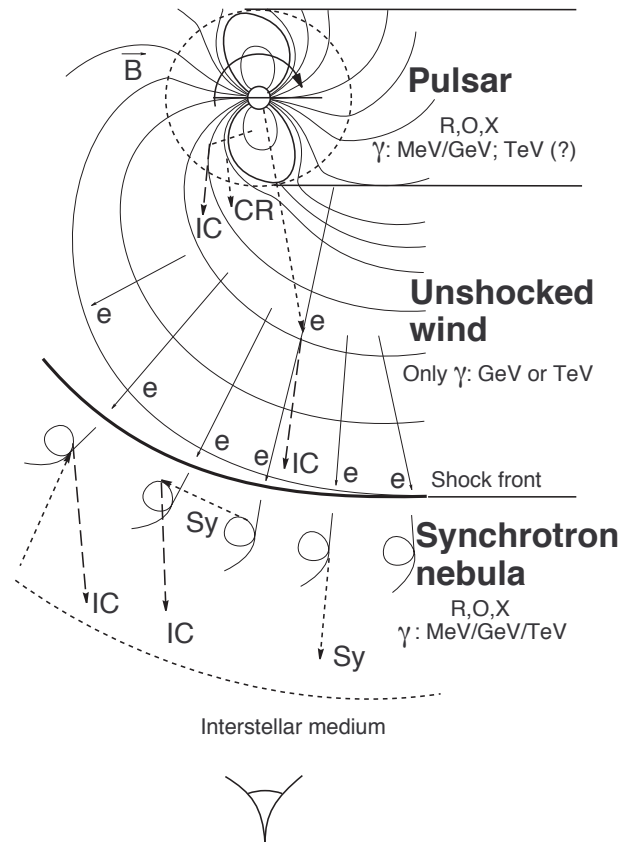 B
Pulsar
R,O,X
γ: MeV/GeV; TeV (?)
IC
CR
Unshocked
wind
e
e
Only γ: GeV or TeV
e
e
e
IC
e
e
Shock front
Sy
Synchrotron
nebula
R,O,X
γ: MeV/GeV/TeV
IC
IC
Sy
Interstellar medium